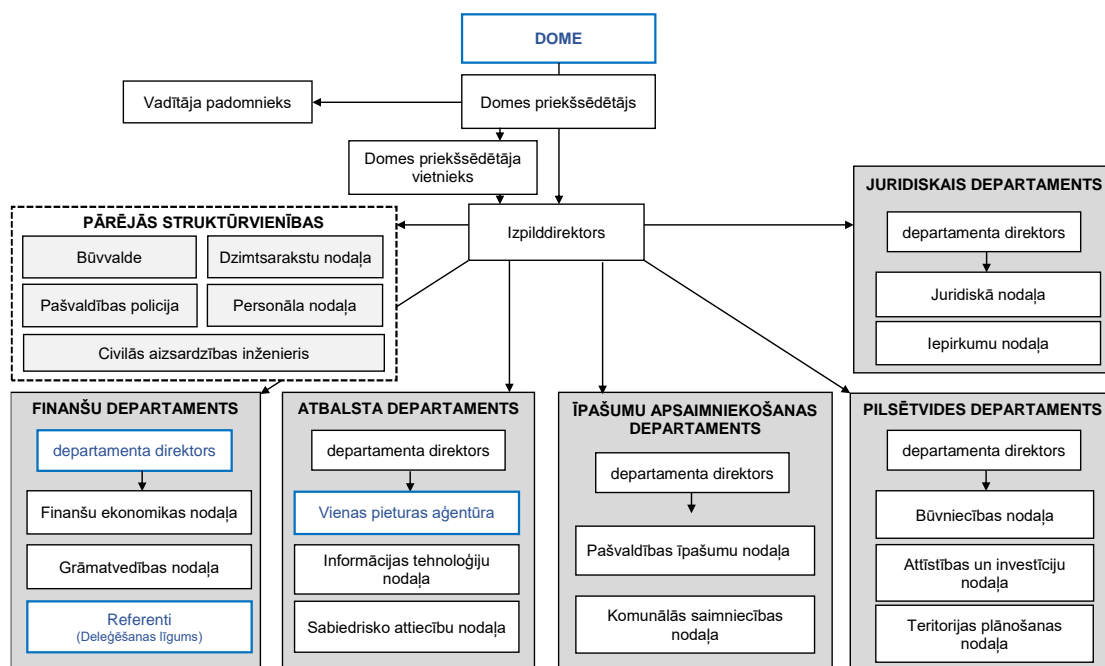 DOME
Vadītāja padomnieks
Domes priekšsēdētājs
Domes priekšsēdētāja
vietnieks
Izpilddirektors
PĀRĒJĀS STRUKTŪRVIENĪBAS
Būvvalde
Dzimtsarakstu nodaļa
Pašvaldības policija
Personāla nodaļa
Civilās aizsardzības inženieris
JURIDISKAIS DEPARTAMENTS
departamenta direktors
Juridiskā nodaļa
Iepirkumu nodaļa
FINANŠU DEPARTAMENTS
departamenta direktors
Finanšu ekonomikas nodaļa
Grāmatvedības nodaļa
Referenti
(Deleģēšanas līgums)
ATBALSTA DEPARTAMENTS
departamenta direktors
Vienas pieturas aģentūra
Informācijas tehnoloģiju
nodaļa
Sabiedrisko attiecību nodaļa
ĪPAŠUMU APSAIMNIEKOŠANAS
DEPARTAMENTS
departamenta direktors
Pašvaldības īpašumu nodaļa
Komunālās saimniecības
nodaļa
PILSĒTVIDES DEPARTAMENTS
departamenta direktors
Būvniecības nodaļa
Attīstības un investīciju
nodaļa
Teritorijas plānošanas
nodaļa